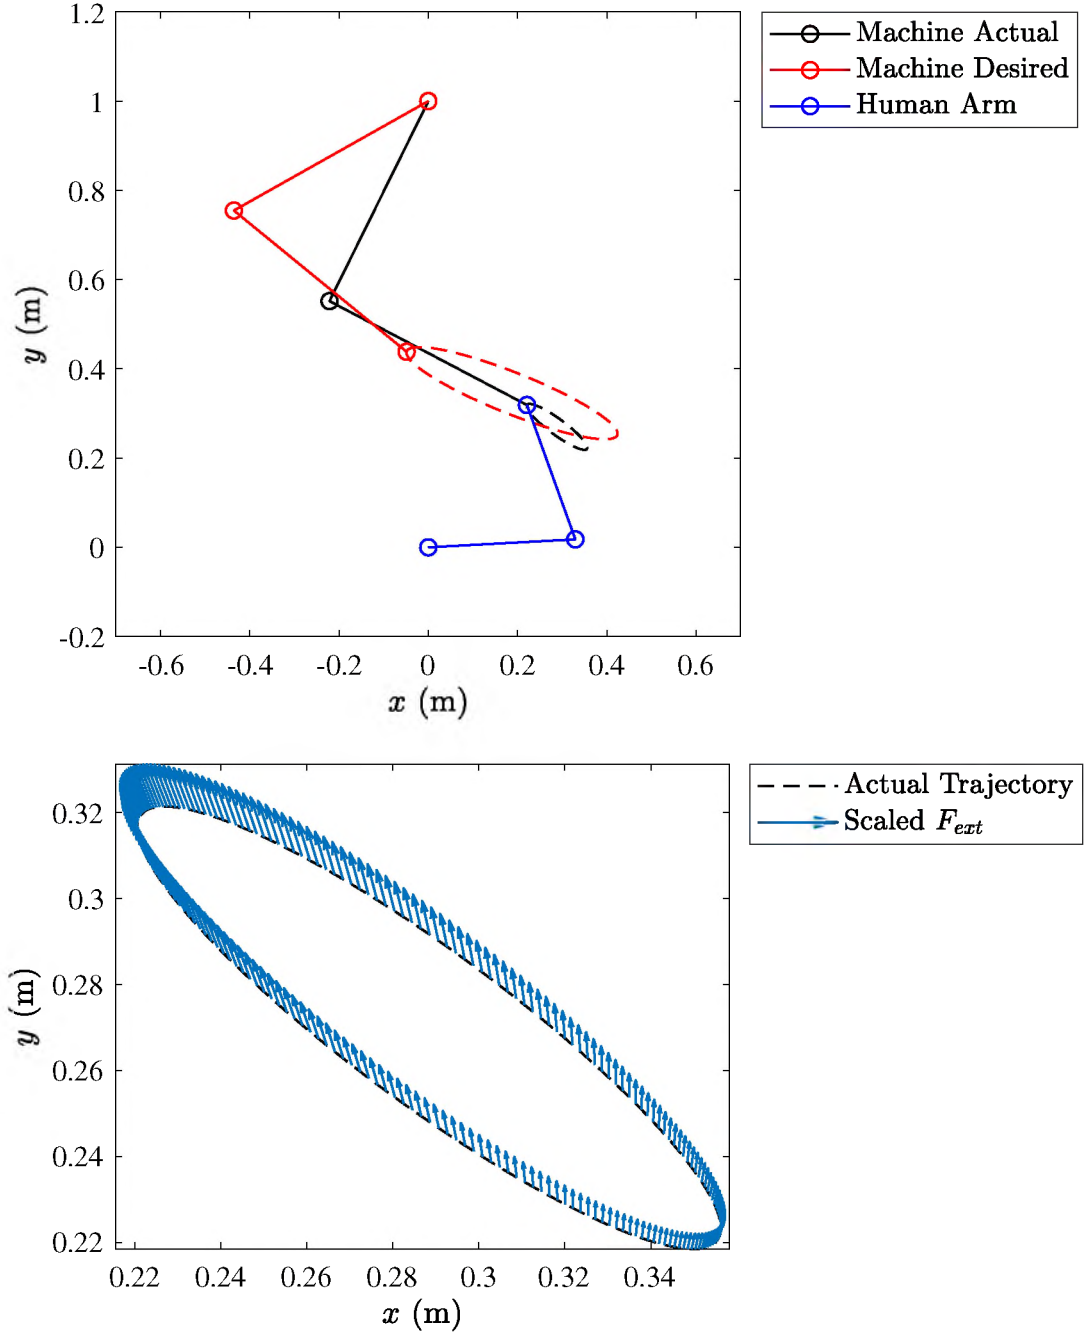 1.2
1
0.8
0.6
0.4
0.2
0
-0.2
y (m)
-0.6 -0.4 -0.2 0 0.2 0.4 0.6
x (m)
Machine Actual
Machine Desired
Human Arm
0.32
0.3
0.28
0.26
0.24
0.22
y (m)
0.22 0.24 0.26 0.28 0.3 0.32 0.34
x (m)
Actual Trajectory
Scaled F_ext